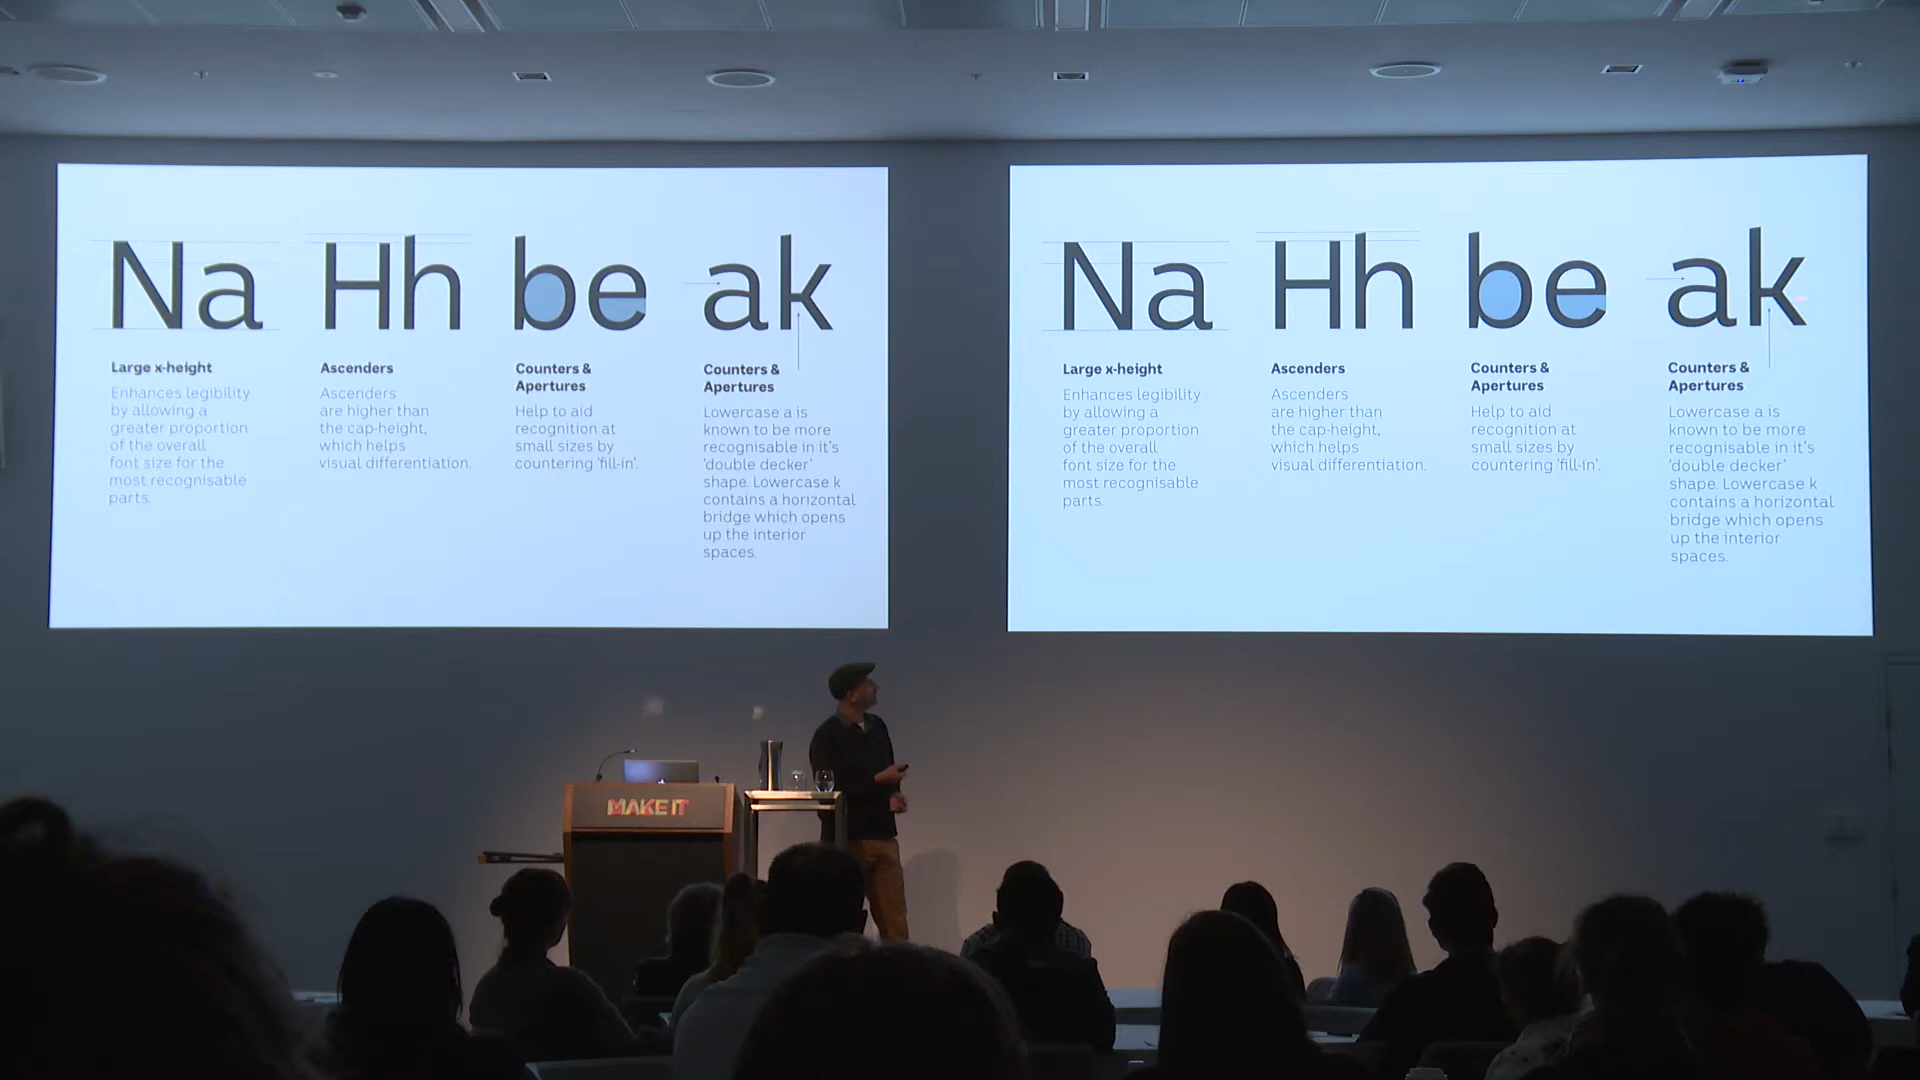 Na
Large x-height
Enhances legibility
by allowing a
greater proportion
of the overall
font size for the
most recognisable
parts.
Hh
Ascenders
Ascenders
are higher than
the cap-height,
which helps
visual differentiation.
be
Counters &
Apertures
Help to aid
recognition at
small sizes by
countering 'fill-in'.
ak
Counters &
Apertures
Lowercase a is
known to be more
recognisable in it's
'double decker'
shape. Lowercase k
contains a horizontal
bridge which opens
up the interior
spaces.
Na
Large x-height
Enhances legibility
by allowing a
greater proportion
of the overall
font size for the
most recognisable
parts.
Hh
Ascenders
Ascenders
are higher than
the cap-height,
which helps
visual differentiation.
be
Counters &
Apertures
Help to aid
recognition at
small sizes by
countering 'fill-in'.
ak
Counters &
Apertures
Lowercase a is
known to be more
recognisable in it's
'double decker'
shape. Lowercase k
contains a horizontal
bridge which opens
up the interior
spaces.
MAKE IT